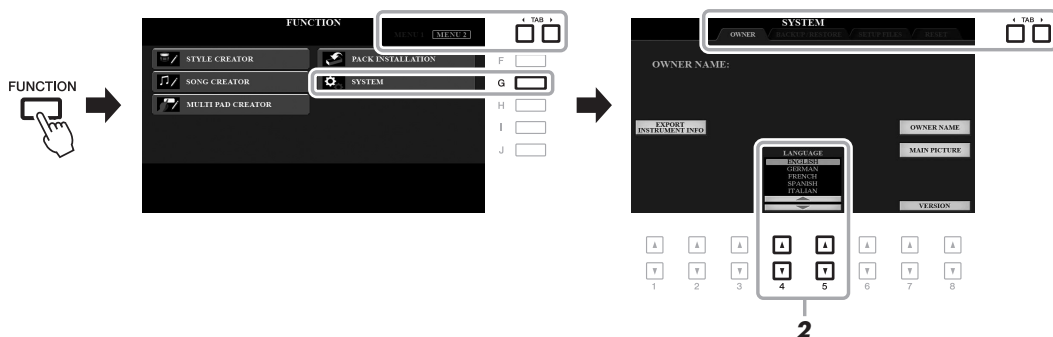 FUNCTION
FUNCTION
MENU 1 MENU 2
TAB
STYLE CREATOR
PACK INSTALLATION
F
SONG CREATOR
SYSTEM
G
MULTI PAD CREATOR
H
I
J
SYSTEM
TAB
OWNER
BACKUP/RESTORE
SETUP FILES
RESET
OWNER NAME:
EXPORT
INSTRUMENT INFO
OWNER NAME
MAIN PICTURE
LANGUAGE
ENGLISH
GERMAN
FRENCH
SPANISH
ITALIAN
VERSION
1 2 3 4 5 6 7 8
2